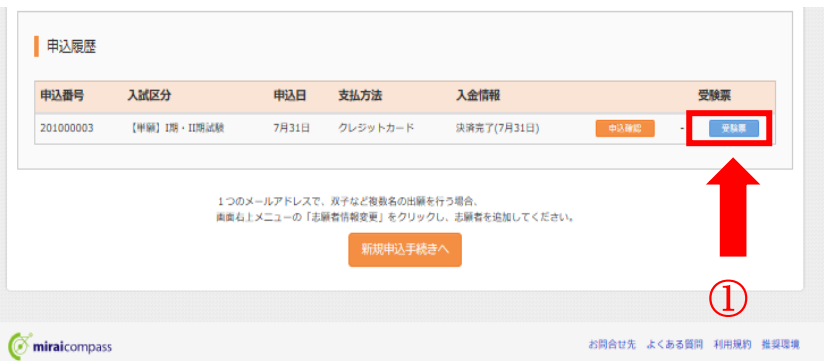 申込履歴
申込番号 入試区分 申込日 支払方法 入金情報 受験票
201000003 【単願】I期・II期試験 7月31日 クレジットカード 決済完了(7月31日) 申込確認 - 受験票
1つのメールアドレスで、双子など複数名の出願を行う場合、
画面右上メニューの「志願者情報変更」をクリックし、志願者を追加してください。
新規申込手続きへ
①
miraicompass お問合せ先 よくある質問 利用規約 推奨環境